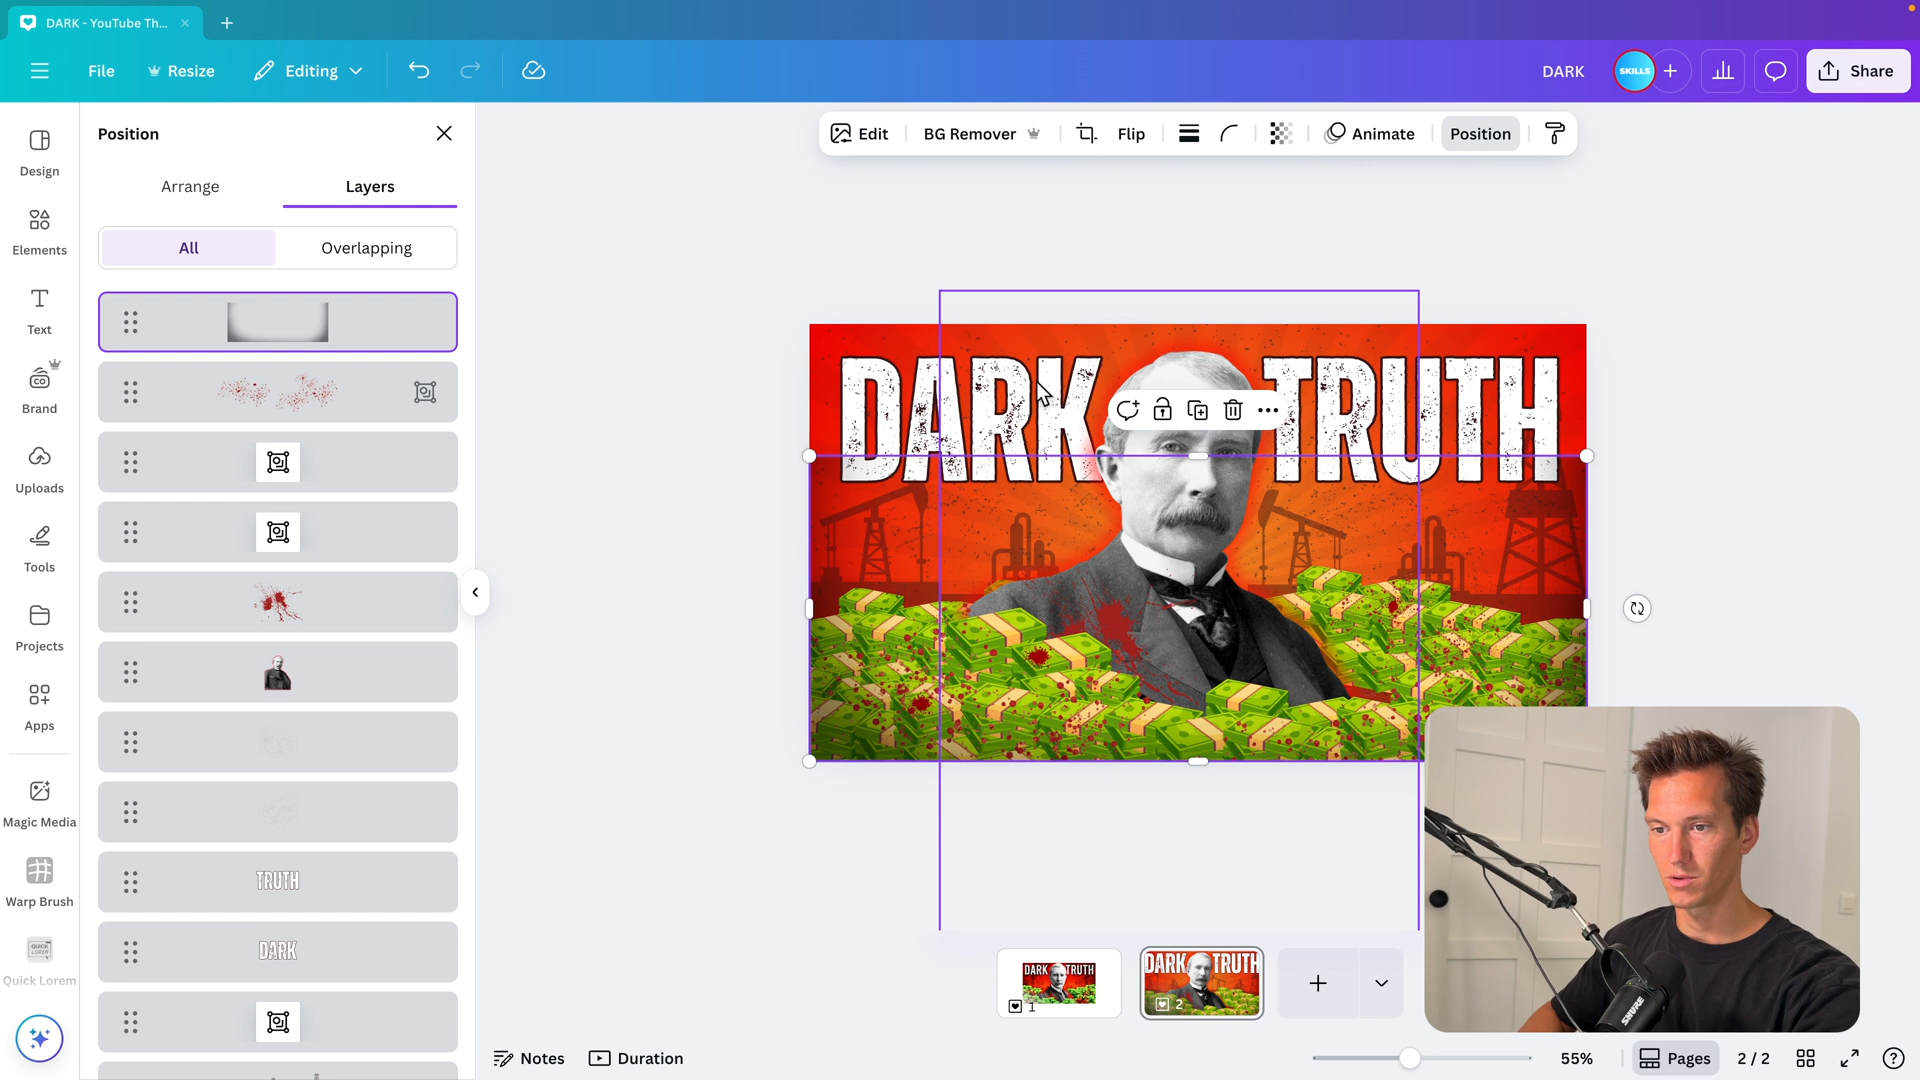 DARK - YouTube Th...
File
Resize
Editing
DARK
SKILLS
Share
Position
Arrange
Layers
All
Overlapping
Edit
BG Remover
Flip
Animate
Position
Design
Elements
Text
Brand
Uploads
Tools
Projects
Apps
Magic Media
Warp Brush
QUICK
LOREM
Quick Lorem
TRUTH
DARK
DARK TRUTH
DARK TRUTH
1
DARK TRUTH
2
SHURE
Notes
Duration
55%
Pages
2 / 2